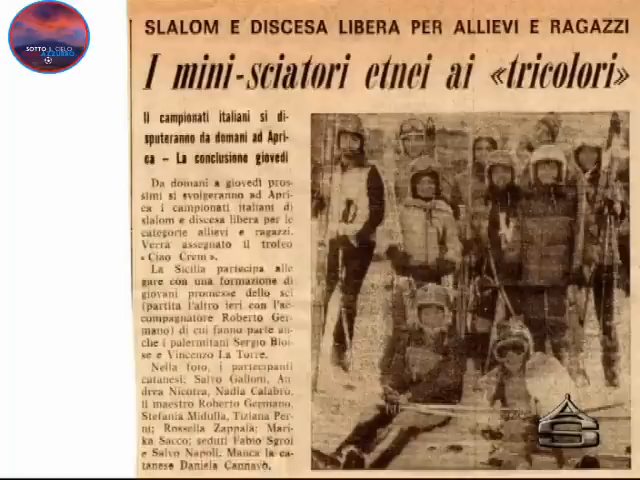 SOTTO IL CIELO
AZZURRO
SLALOM E DISCESA LIBERA PER ALLIEVI E RAGAZZI
I mini-sciatori etnei ai «tricolori»
Il campionati italiani si di-
sputeranno da domani ad Apri-
ca - La conclusione giovedì
Da domani a giovedì pros-
simi si svolgeranno ad Apri-
ca i campionati italiani di
slalom e discesa libera per le
categorie allievi e ragazzi.
Verrà assegnato il trofeo
« Ciao Crem ».
La Sicilia partecipa alle
gare con una formazione di
giovani promesse dello sci
(partita l'altro ieri con l'ac-
compagnatore Roberto Ger-
mano) di cui fanno parte an-
che i palermitani Sergio Bloi-
se e Vincenzo La Torre.
Nella foto, i partecipanti
catanesi: Salvo Galloni, An
drea Nicotra, Nadia Calabrò,
il maestro Roberto Germano,
Stefania Midulla, Tiziana Per-
ni; Rossella Zappalà; Mari-
ka Sacco; seduti Fabio Sgroi
e Salvo Napoli. Manca la ca-
tanese Daniela Cannavò.